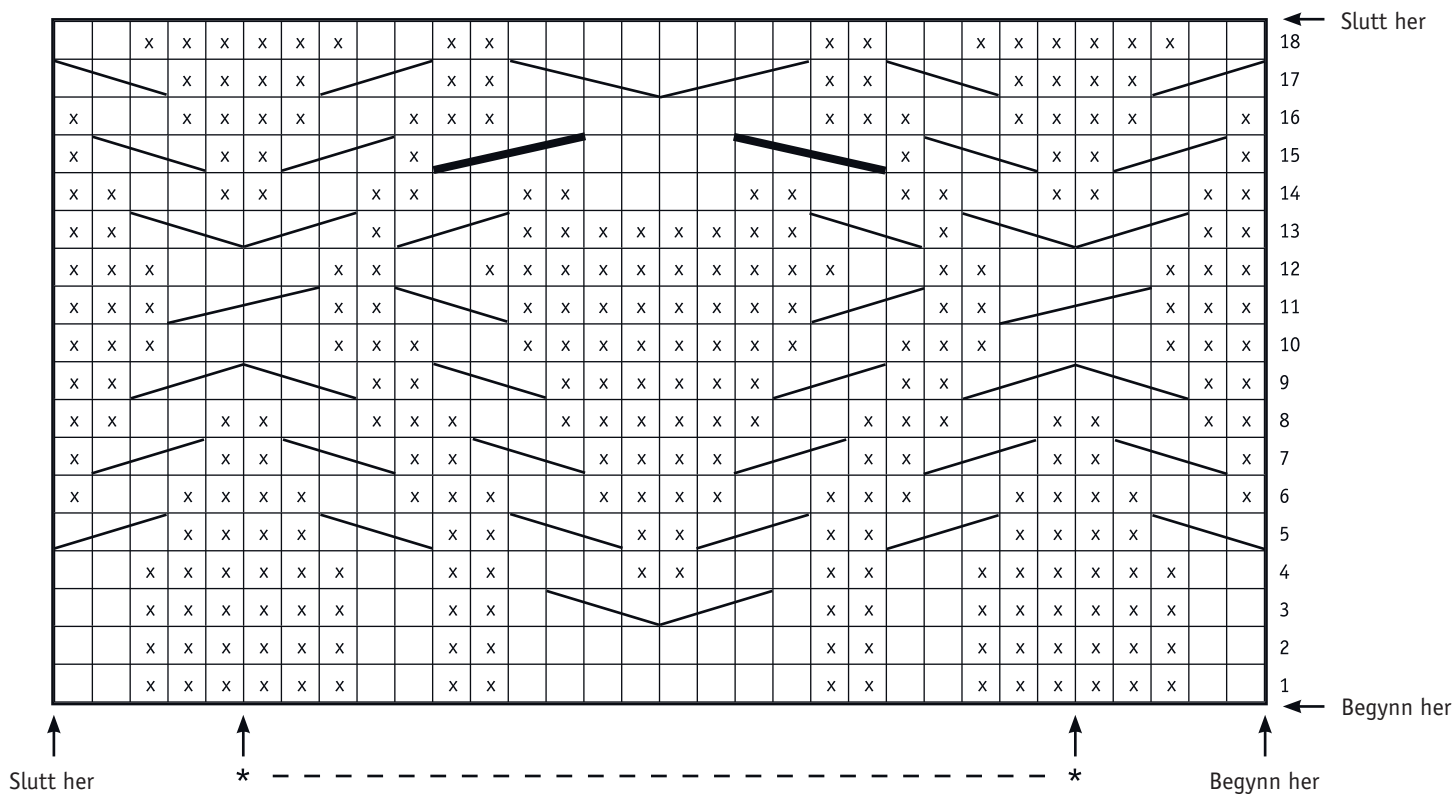 Slutt her
x x x x x x x x x x x x x x x x 18
x x x x x x x x x x x x 17
x x x x x x x x x x x x x x x x 16
x x x x x x x x 15
x x x x x x x x x x x x x x x x 14
x x x x x x x x x x x x x x 13
x x x x x x x x x x x x x x x x x x x x 12
x x x x x x x x x x x x x x x x x x 11
x x x x x x x x x x x x x x x x x x x x 10
x x x x x x x x x x x x x x 9
x x x x x x x x x x x x x x x x x x x x 8
x x x x x x x x x x x x x x 7
x x x x x x x x x x x x x x x x x x x x 6
x x x x x x x x x x x x x x 5
x x x x x x x x x x x x x x x x x x 4
x x x x x x x x x x x x x x x x 3
x x x x x x x x x x x x x x x x 2
x x x x x x x x x x x x x x x x 1
Begynn her
Slutt her * * Begynn her